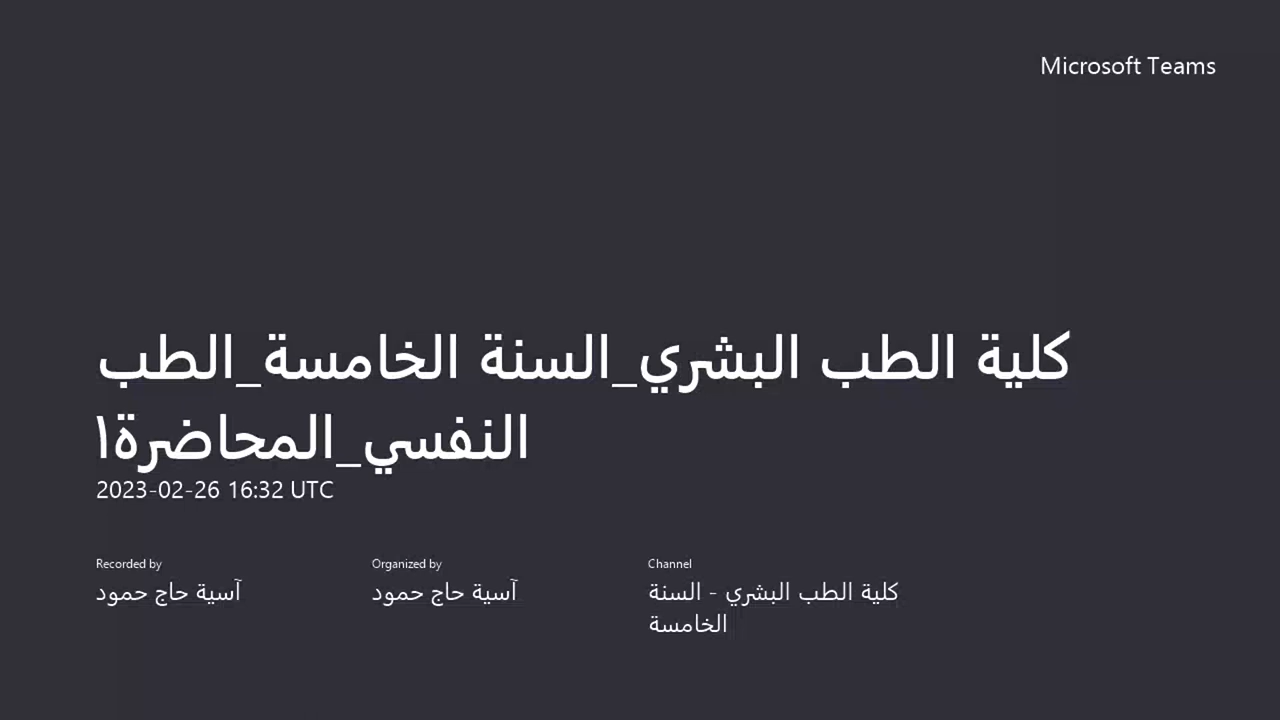 Microsoft Teams
كلية الطب البشري_السنة الخامسة_الطب
النفسي_المحاضرة١
2023-02-26 16:32 UTC
Recorded by
آسية حاج حمود
Organized by
آسية حاج حمود
Channel
كلية الطب البشري - السنة
الخامسة